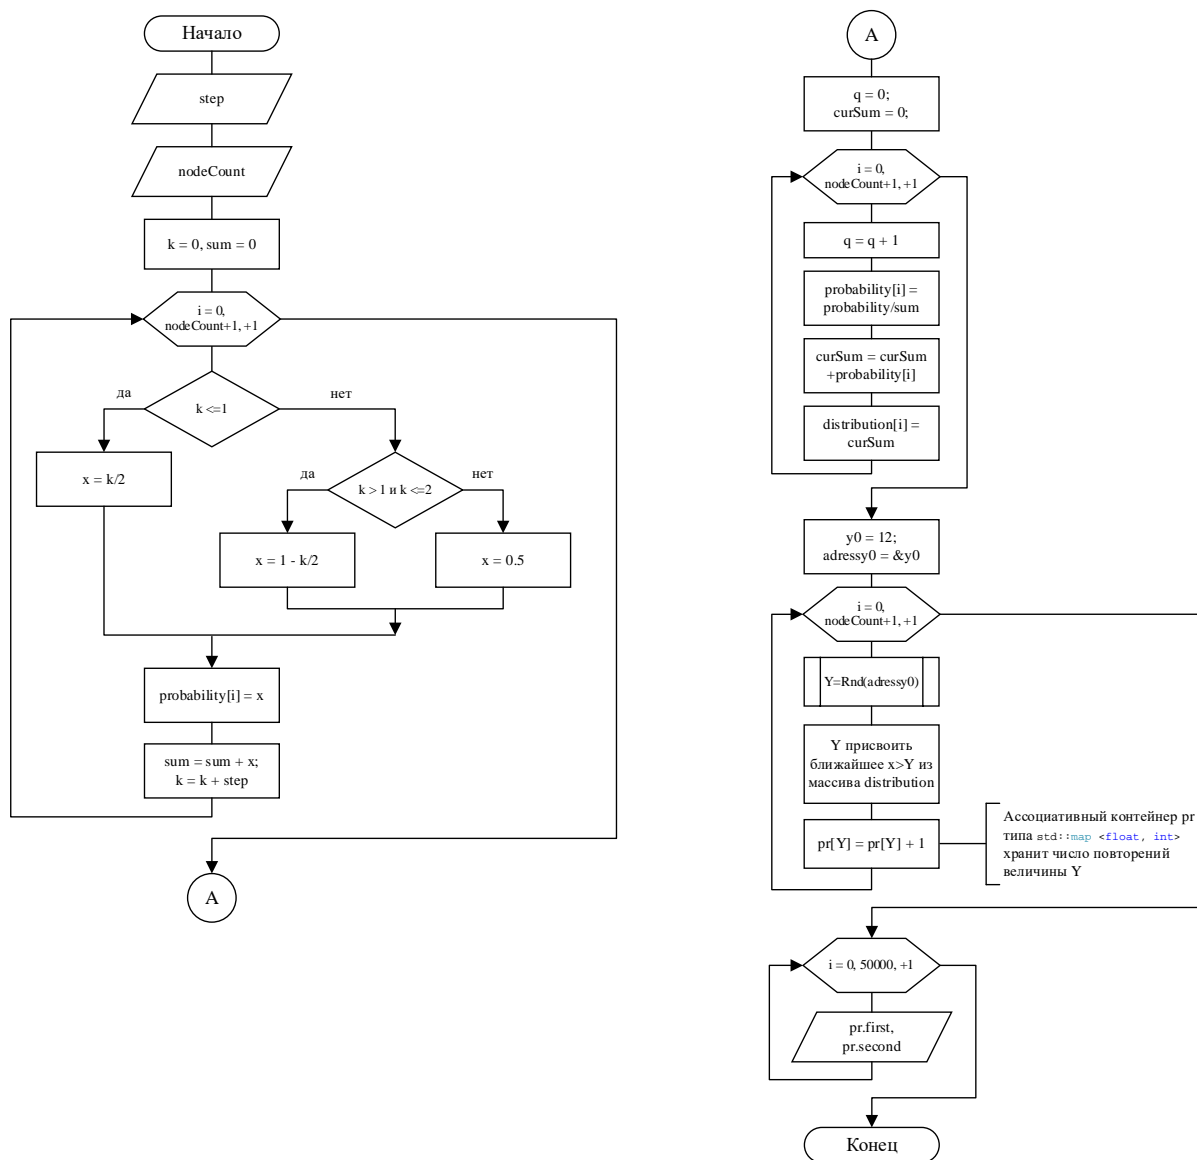 Начало
step
nodeCount
k = 0, sum = 0
i = 0,
nodeCount+1, +1
да
k <=1
нет
x = k/2
да
k > 1 и k <=2
нет
x = 1 - k/2
x = 0.5
probability[i] = x
sum = sum + x;
k = k + step
A
A
q = 0;
curSum = 0;
i = 0,
nodeCount+1, +1
q = q + 1
probability[i] =
probability/sum
curSum = curSum
+probability[i]
distribution[i] =
curSum
y0 = 12;
adressy0 = &y0
i = 0,
nodeCount+1, +1
Y=Rnd(adressy0)
Y присвоить
ближайшее x>Y из
массива distribution
pr[Y] = pr[Y] + 1
Ассоциативный контейнер pr
типа std::map <float, int>
хранит число повторений
величины Y
i = 0, 50000, +1
pr.first,
pr.second
Конец